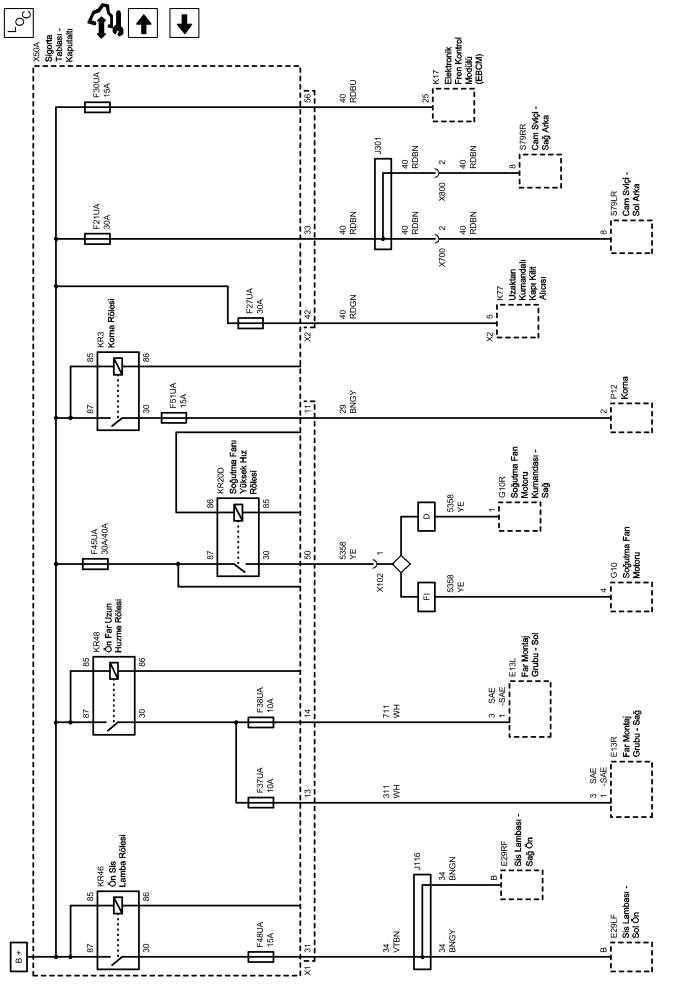 B +
X50A
Sigorta
Tablası -
Kaputaltı
LOC
KR46
Ön Sis
Lamba Rölesi
87
85
30
86
F48UA
15A
KR48
Ön Far Uzun
Huzme Rölesi
87
85
30
86
F37UA
10A
F38UA
10A
F45UA
30A/40A
KR20D
Soğutma Fanı
Yüksek Hız
Rölesi
87
86
30
85
KR3
Korna Rölesi
87
85
30
86
F51UA
15A
F27UA
30A
F21UA
30A
F30UA
15A
X1
31
13
14
50
11
X2
42
33
56
34
VTBN
311
WH
711
WH
5358
YE
29
BNGY
40
RDGN
40
RDBN
40
RDBU
J116
34
BNGY
34
BNGN
X102
1
FI
D
5358
YE
5358
YE
J301
40
RDBN
40
RDBN
X700
2
X800
2
40
RDBN
40
RDBN
25
K17
Elektronik
Fren Kontrol
Modülü
(EBCM)
B
E29RF
Sis Lambası -
Sağ Ön
3
SAE
1
-SAE
E13L
Far Montaj
Grubu - Sol
1
G10R
Soğutma Fan
Motoru
Kumandası -
Sağ
X2
5
K77
Uzaktan
Kumandalı
Kapı Kilit
Alıcısı
8
S79RR
Cam Sviçi -
Sağ Arka
B
E29LF
Sis Lambası -
Sol Ön
3
SAE
1
-SAE
E13R
Far Montaj
Grubu - Sağ
4
G10
Soğutma Fan
Motoru
2
P12
Korna
8
S79LR
Cam Sviçi -
Sol Arka